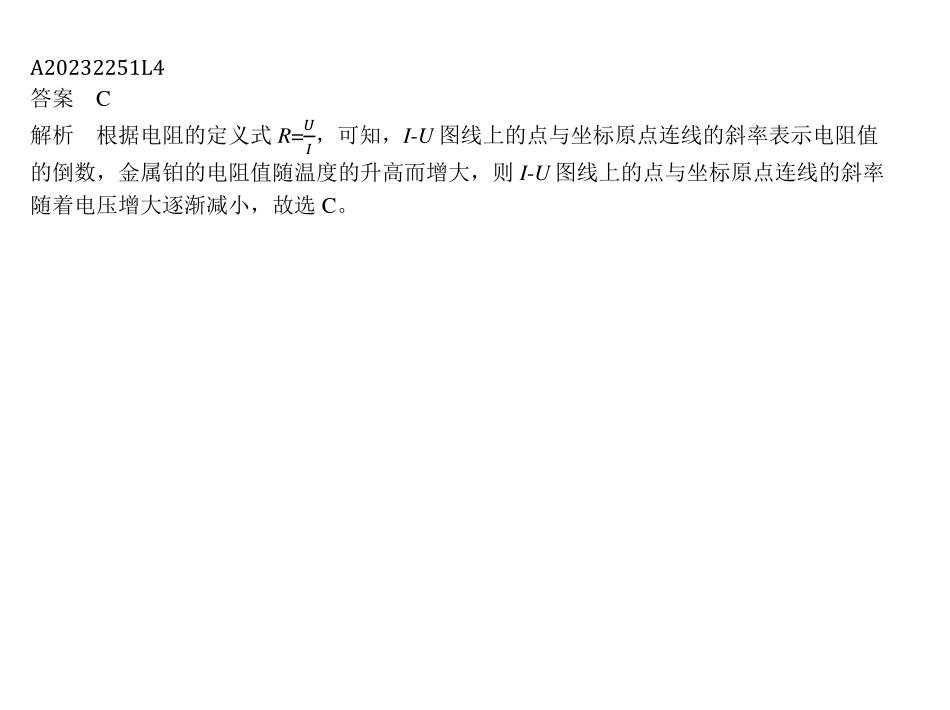 A20232251L4
答案　C
解析　根据电阻的定义式 R=U/I，可知，I-U 图线上的点与坐标原点连线的斜率表示电阻值
的倒数，金属铂的电阻值随温度的升高而增大，则 I-U 图线上的点与坐标原点连线的斜率
随着电压增大逐渐减小，故选 C。